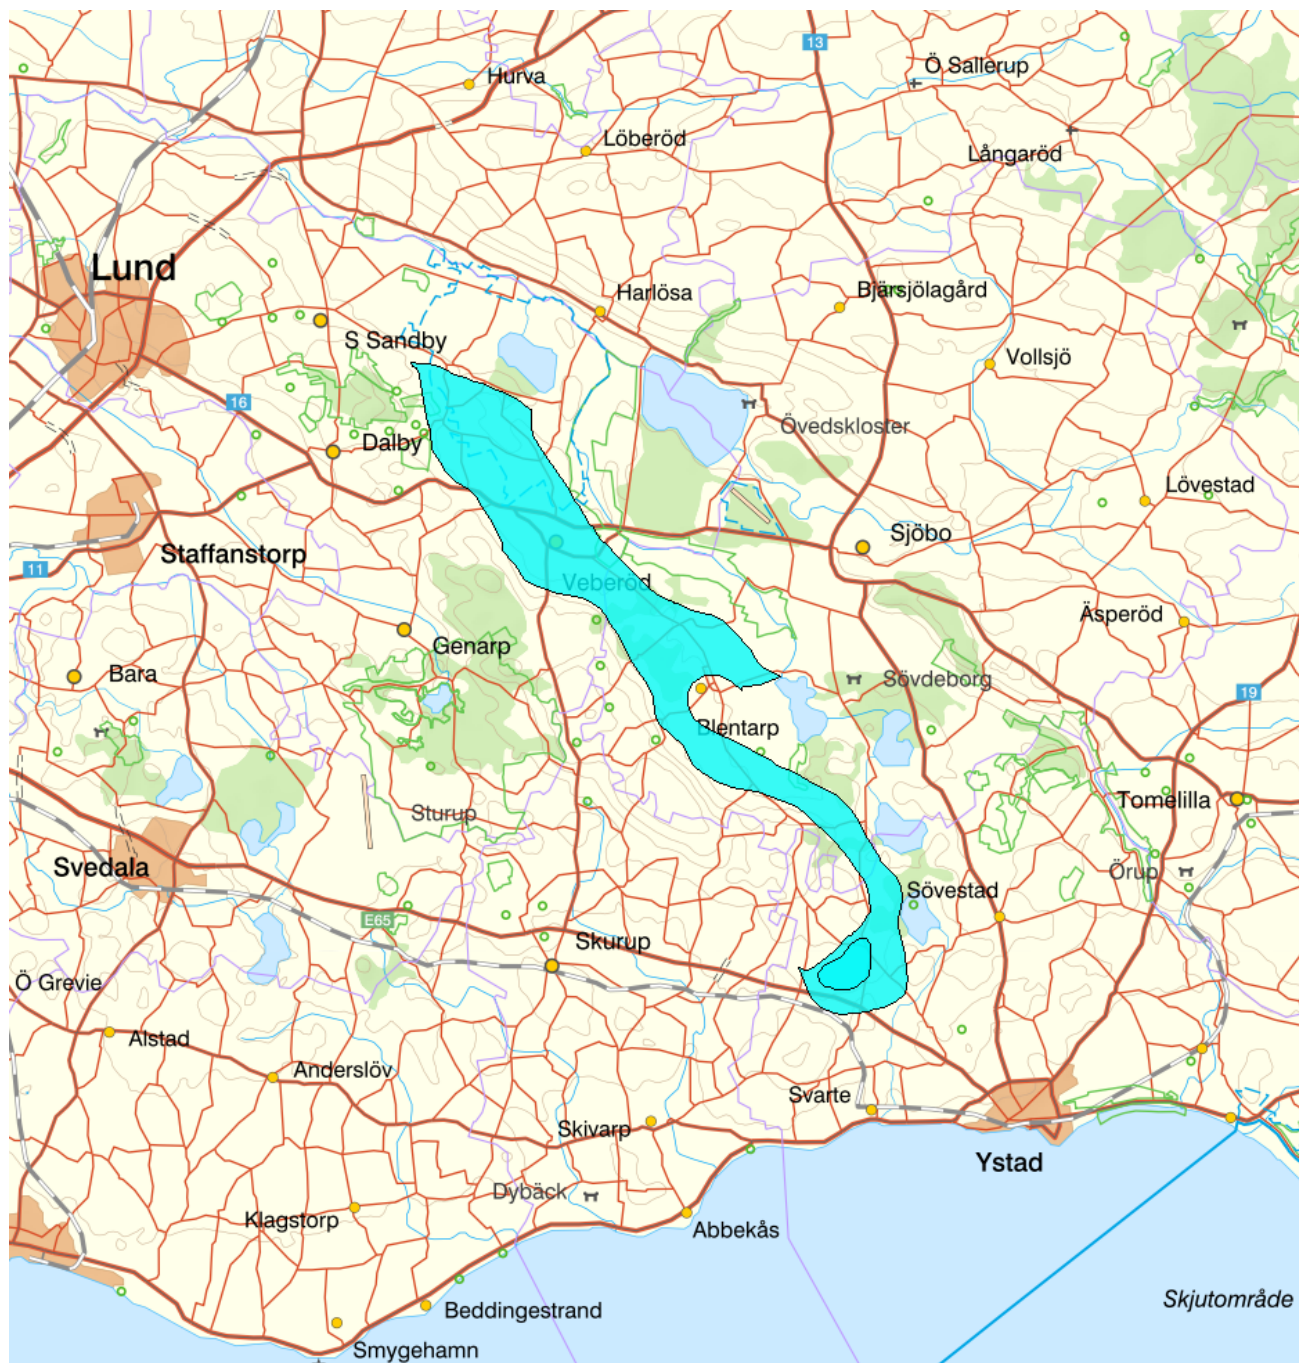 13
Ö Sallerup
Hurva
Löberöd
Långaröd
Lund
Harlösa
Bjärsjölagård
S Sandby
Vollsjö
16
Övedskloster
Dalby
Lövestad
Sjöbo
Staffanstorp
11
Veberöd
Äsperöd
Genarp
Bara
Sövdeborg
19
Blentarp
Tomelilla
Sturup
Svedala
Örup
Sövestad
E65
Skurup
Ö Grevie
Alstad
Anderslöv
Svarte
Skivarp
Ystad
Dybäck
Klagstorp
Abbekås
Skjutområde
Beddingestrand
Smygehamn